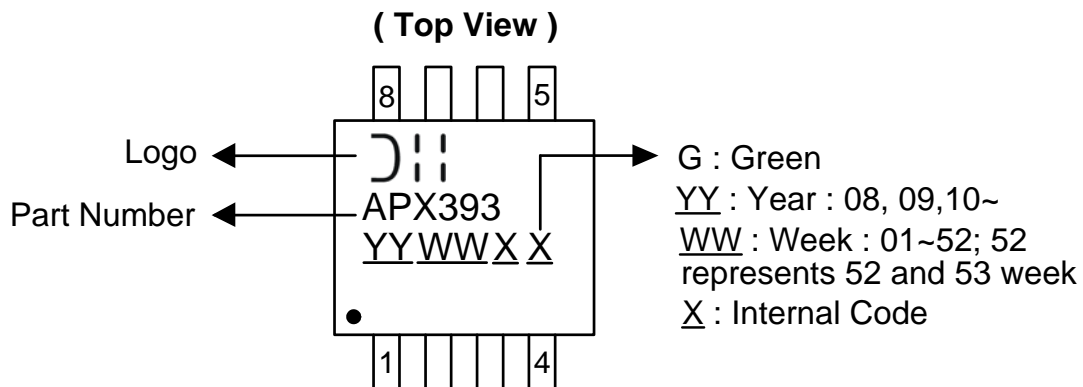 ( Top View )
8 5
Logo
APX393
Part Number
YY WW X X
1 4
G : Green
YY : Year : 08, 09,10~
WW : Week : 01~52; 52
represents 52 and 53 week
X : Internal Code